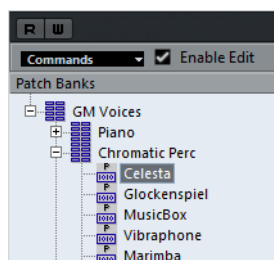 R W
Commands Enable Edit
Patch Banks
GM Voices
Piano
Chromatic Perc
Celesta
Glockenspiel
MusicBox
Vibraphone
Marimba